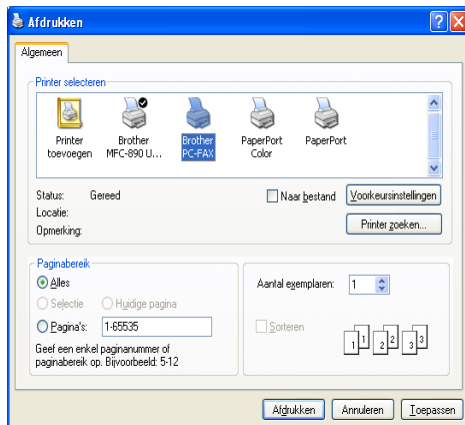 Afdrukken
Algemeen
Printer selecteren
Printer toevoegen
Brother MFC-890 U...
Brother PC-FAX
PaperPort Color
PaperPort
Status: Gereed
Locatie:
Opmerking:
Naar bestand
Voorkeursinstellingen
Printer zoeken...
Paginabereik
Alles
Selectie
Huidige pagina
Pagina's: 1-65535
Geef een enkel paginanummer of
paginabereik op. Bijvoorbeeld: 5-12
Aantal exemplaren: 1
Sorteren
1 1 2 2 3 3
Afdrukken
Annuleren
Toepassen